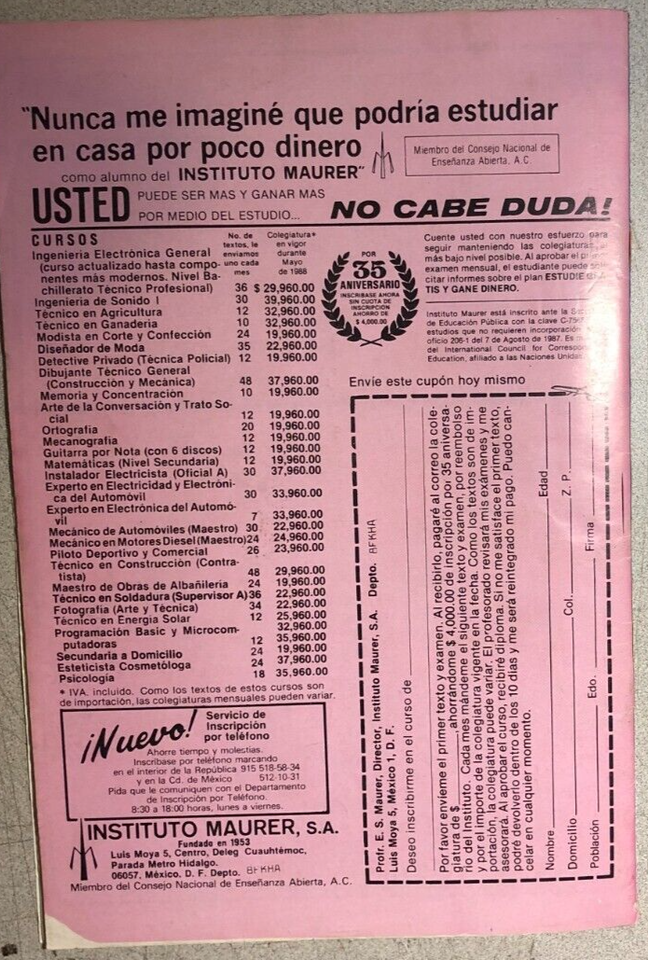 "Nunca me imaginé que podría estudiar
en casa por poco dinero
como alumno del INSTITUTO MAURER"
Miembro del Consejo Nacional de
Enseñanza Abierta, A.C.
USTED PUEDE SER MAS Y GANAR MAS
POR MEDIO DEL ESTUDIO... NO CABE DUDA!
CURSOS
No. de
textos, le
enviamos
uno cada
mes
Colegiatura*
en vigor
durante
Mayo
de 1988
Ingeniería Electrónica General
(curso actualizado hasta compo-
nentes más modernos. Nivel Ba-
chillerato Técnico Profesional) 36 $ 29,960.00
Ingeniería de Sonido I 30 39,960.00
Técnico en Agricultura 12 32,960.00
Técnico en Ganadería 10 32,960.00
Modista en Corte y Confección 24 19,960.00
Diseñador de Moda 35 22,960.00
Detective Privado (Técnica Policial) 12 19,960.00
Dibujante Técnico General
(Construcción y Mecánica) 48 37,960.00
Memoria y Concentración 10 19,960.00
Arte de la Conversación y Trato So-
cial 12 19,960.00
Ortografía 20 19,960.00
Mecanografía 12 19,960.00
Guitarra por Nota (con 6 discos) 12 19,960.00
Matemáticas (Nivel Secundaria) 12 19,960.00
Instalador Electricista (Oficial A) 30 37,960.00
Experto en Electricidad y Electróni-
ca del Automóvil 30 33,960.00
Experto en Electrónica del Automó-
vil 7 33,960.00
Mecánico de Automóviles (Maestro) 30 22,960.00
Mecánico en Motores Diesel (Maestro) 24 24,960.00
Piloto Deportivo y Comercial 26 23,960.00
Técnico en Construcción (Contra-
tista) 48 29,960.00
Maestro de Obras de Albañilería 24 19,960.00
Técnico en Soldadura (Supervisor A) 36 22,960.00
Fotografía (Arte y Técnica) 34 22,960.00
Técnico en Energía Solar 12 25,960.00
Programación Basic y Microcom- 32,960.00
putadoras 12 35,960.00
Secundaria a Domicilio 24 19,960.00
Esteticista Cosmetóloga 24 37,960.00
Psicología 18 35,960.00
* IVA. incluido. Como los textos de estos cursos son
de importación, las colegiaturas mensuales pueden variar.
POR
35
ANIVERSARIO
INSCRIBASE AHORA
SIN CUOTA DE
INSCRIPCION
AHORRO DE
$ 4,000.00
Cuente usted con nuestro esfuerzo para
seguir manteniendo las colegiaturas al
más bajo nivel posible. Al aprobar el
examen mensual, el estudiante puede
citar informes sobre el plan ESTUDIE
TIS Y GANE DINERO.
Instituto Maurer está inscrito ante la
de Educación Pública con la clave
estudios que no requieren incorporación
oficio 206-1 del 7 de Agosto de 1987. Es
del International Council for
Education, afiliado a las Naciones
Envíe este cupón hoy mismo
Profr. E. S. Maurer, Director, Instituto Maurer, S.A. Depto. BFKHA
Luis Moya 5, México 1, D. F.
Deseo inscribirme en el curso de
Por favor envíeme el primer texto y examen. Al recibirlo, pagaré al correo la cole-
giatura de $ , ahorrándome $ 4,000.00 de inscripción por 35 aniversa-
rio del Instituto. Cada mes mándeme el siguiente texto y examen, por reembolso
y por el importe de la colegiatura vigente en la fecha. Como los textos son de im-
portación, la colegiatura puede variar. El profesorado revisará mis exámenes y me
asesorará. Al aprobar el curso, recibiré diploma. Si no me satisface el primer texto,
podré devolverlo dentro de los 10 días y me será reintegrado mi pago. Puedo can-
celar en cualquier momento.
Nombre Edad
Domicilio Col. Z. P.
Población Edo. Firma
¡Nuevo! Servicio de
Inscripción
por teléfono
Ahorre tiempo y molestias.
Inscríbase por teléfono marcando
en el interior de la República 915 518-58-34
y en la Cd. de México 512-10-31
Pida que le comuniquen con el Departamento
de Inscripción por Teléfono.
8:30 a 18:00 horas, lunes a viernes.
INSTITUTO MAURER, S.A.
Fundado en 1953
Luis Moya 5, Centro, Deleg Cuauhtémoc,
Parada Metro Hidalgo.
06057, México, D. F. Depto. BFKHA
Miembro del Consejo Nacional de Enseñanza Abierta, A.C.